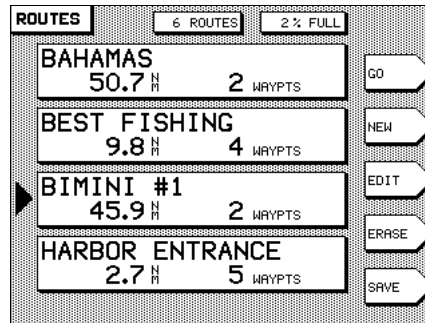 ROUTES 6 ROUTES 2% FULL
BAHAMAS
50.7 NM 2 WAYPTS
BEST FISHING
9.8 NM 4 WAYPTS
BIMINI #1
45.9 NM 2 WAYPTS
HARBOR ENTRANCE
2.7 NM 5 WAYPTS
GO
NEW
EDIT
ERASE
SAVE